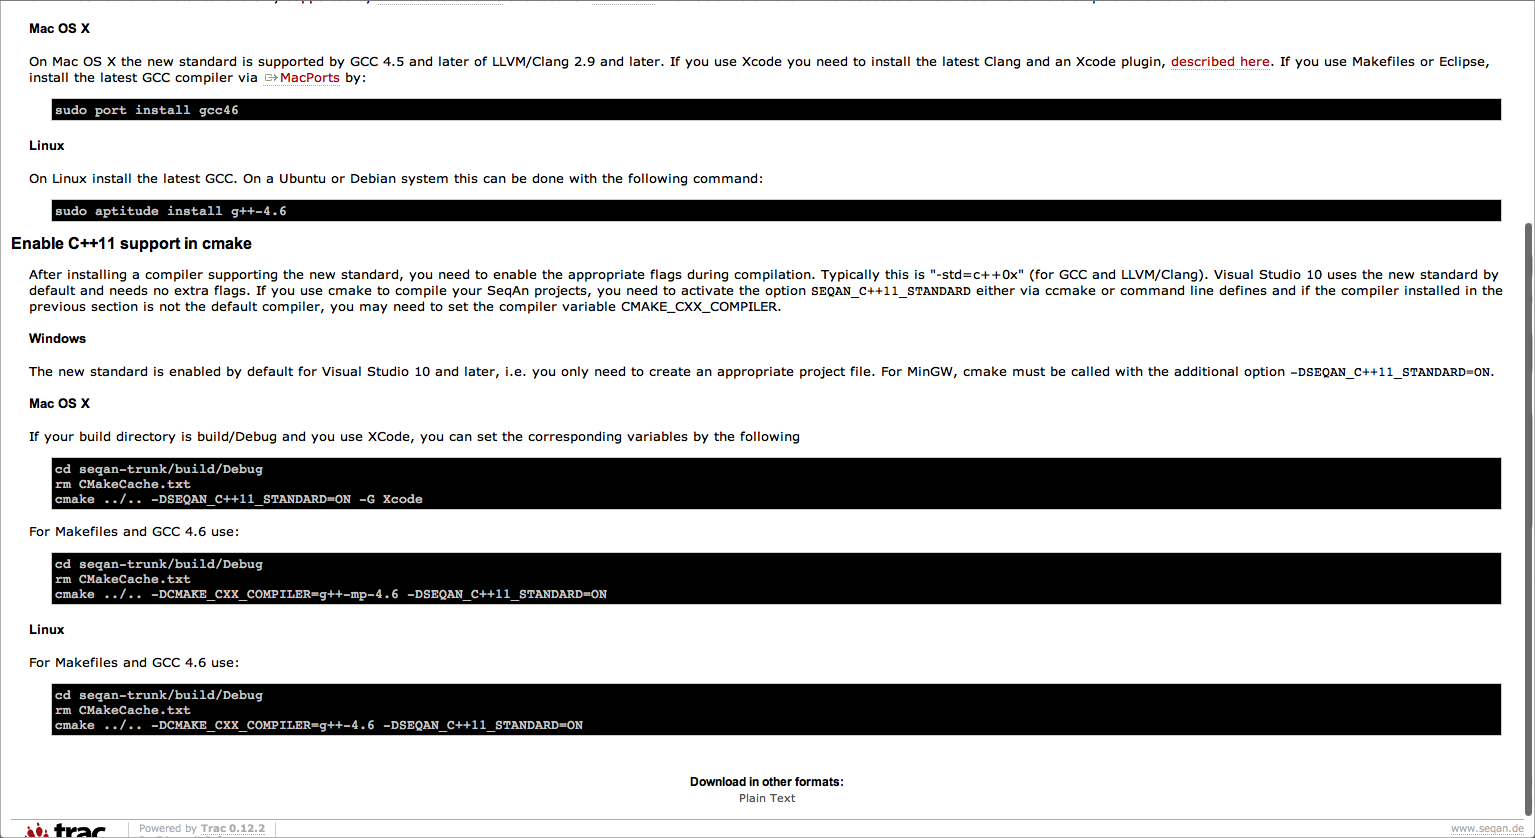 Mac OS X
On Mac OS X the new standard is supported by GCC 4.5 and later of LLVM/Clang 2.9 and later. If you use Xcode you need to install the latest Clang and an Xcode plugin, described here. If you use Makefiles or Eclipse,
install the latest GCC compiler via MacPorts by:
sudo port install gcc46
Linux
On Linux install the latest GCC. On a Ubuntu or Debian system this can be done with the following command:
sudo aptitude install g++-4.6
Enable C++11 support in cmake
After installing a compiler supporting the new standard, you need to enable the appropriate flags during compilation. Typically this is "-std=c++0x" (for GCC and LLVM/Clang). Visual Studio 10 uses the new standard by
default and needs no extra flags. If you use cmake to compile your SeqAn projects, you need to activate the option SEQAN_C++11_STANDARD either via ccmake or command line defines and if the compiler installed in the
previous section is not the default compiler, you may need to set the compiler variable CMAKE_CXX_COMPILER.
Windows
The new standard is enabled by default for Visual Studio 10 and later, i.e. you only need to create an appropriate project file. For MinGW, cmake must be called with the additional option -DSEQAN_C++11_STANDARD=ON.
Mac OS X
If your build directory is build/Debug and you use XCode, you can set the corresponding variables by the following
cd seqan-trunk/build/Debug
rm CMakeCache.txt
cmake ../.. -DSEQAN_C++11_STANDARD=ON -G Xcode
For Makefiles and GCC 4.6 use:
cd seqan-trunk/build/Debug
rm CMakeCache.txt
cmake ../.. -DCMAKE_CXX_COMPILER=g++-mp-4.6 -DSEQAN_C++11_STANDARD=ON
Linux
For Makefiles and GCC 4.6 use:
cd seqan-trunk/build/Debug
rm CMakeCache.txt
cmake ../.. -DCMAKE_CXX_COMPILER=g++-4.6 -DSEQAN_C++11_STANDARD=ON
Download in other formats:
Plain Text
trac Powered by Trac 0.12.2 www.seqan.de